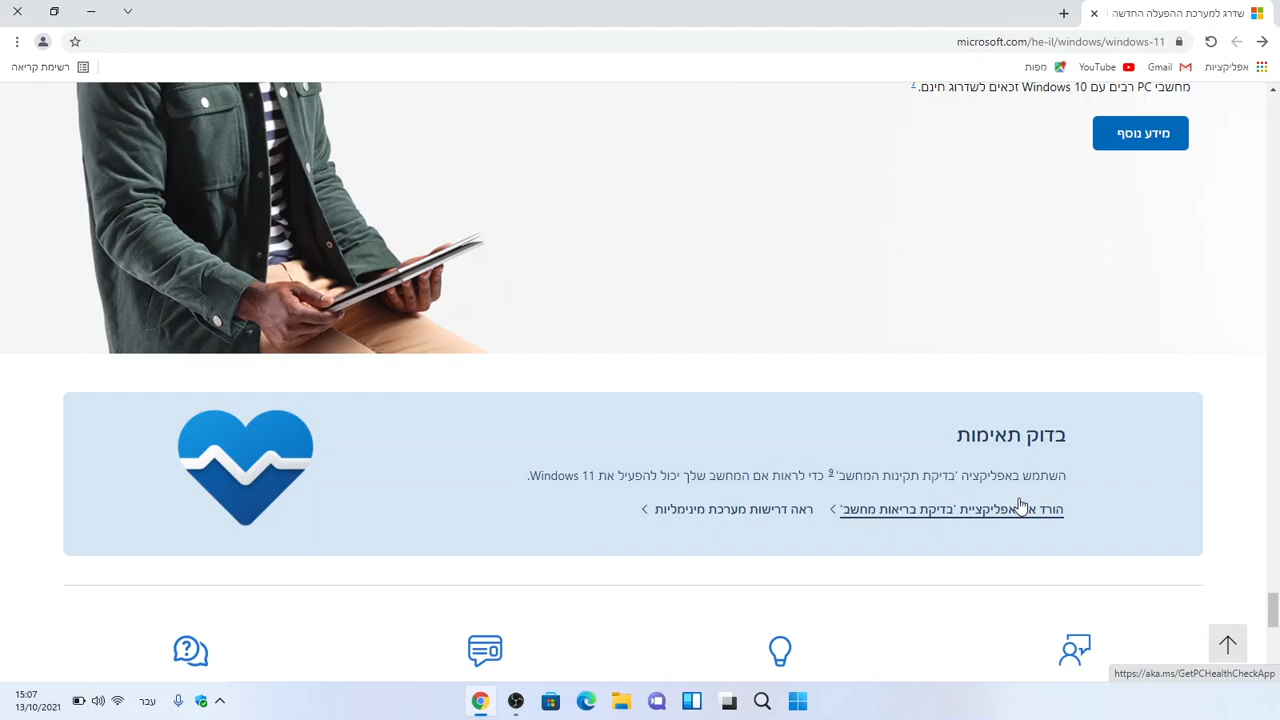 שדרג למערכת ההפעלה החדשה
microsoft.com/he-il/windows/windows-11
אפליקציות
Gmail
YouTube
מפות
רשימת קריאה
מחשבי PC רבים עם Windows 10 זכאים לשדרוג חינם. 7
מידע נוסף
בדוק תאימות
השתמש באפליקציה 'בדיקת תקינות המחשב' 9 כדי לראות אם המחשב שלך יכול להפעיל את Windows 11.
הורד אפליקציית 'בדיקת בריאות מחשב'
ראה דרישות מערכת מינימליות
https://aka.ms/GetPCHealthCheckApp
עבר
15:07
13/10/2021